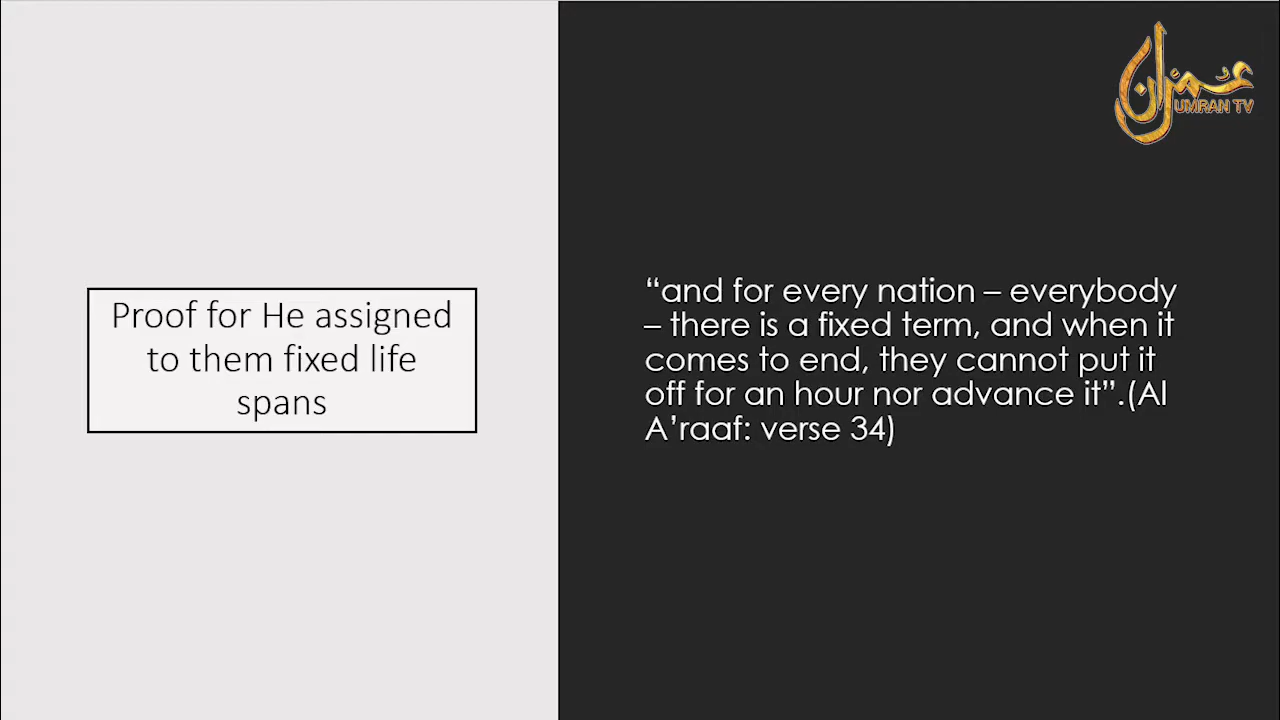 Proof for He assigned
to them fixed life
spans
“and for every nation – everybody
– there is a fixed term, and when it
comes to end, they cannot put it
off for an hour nor advance it”.(Al
A’raaf: verse 34)
عُمران
UMRAN TV